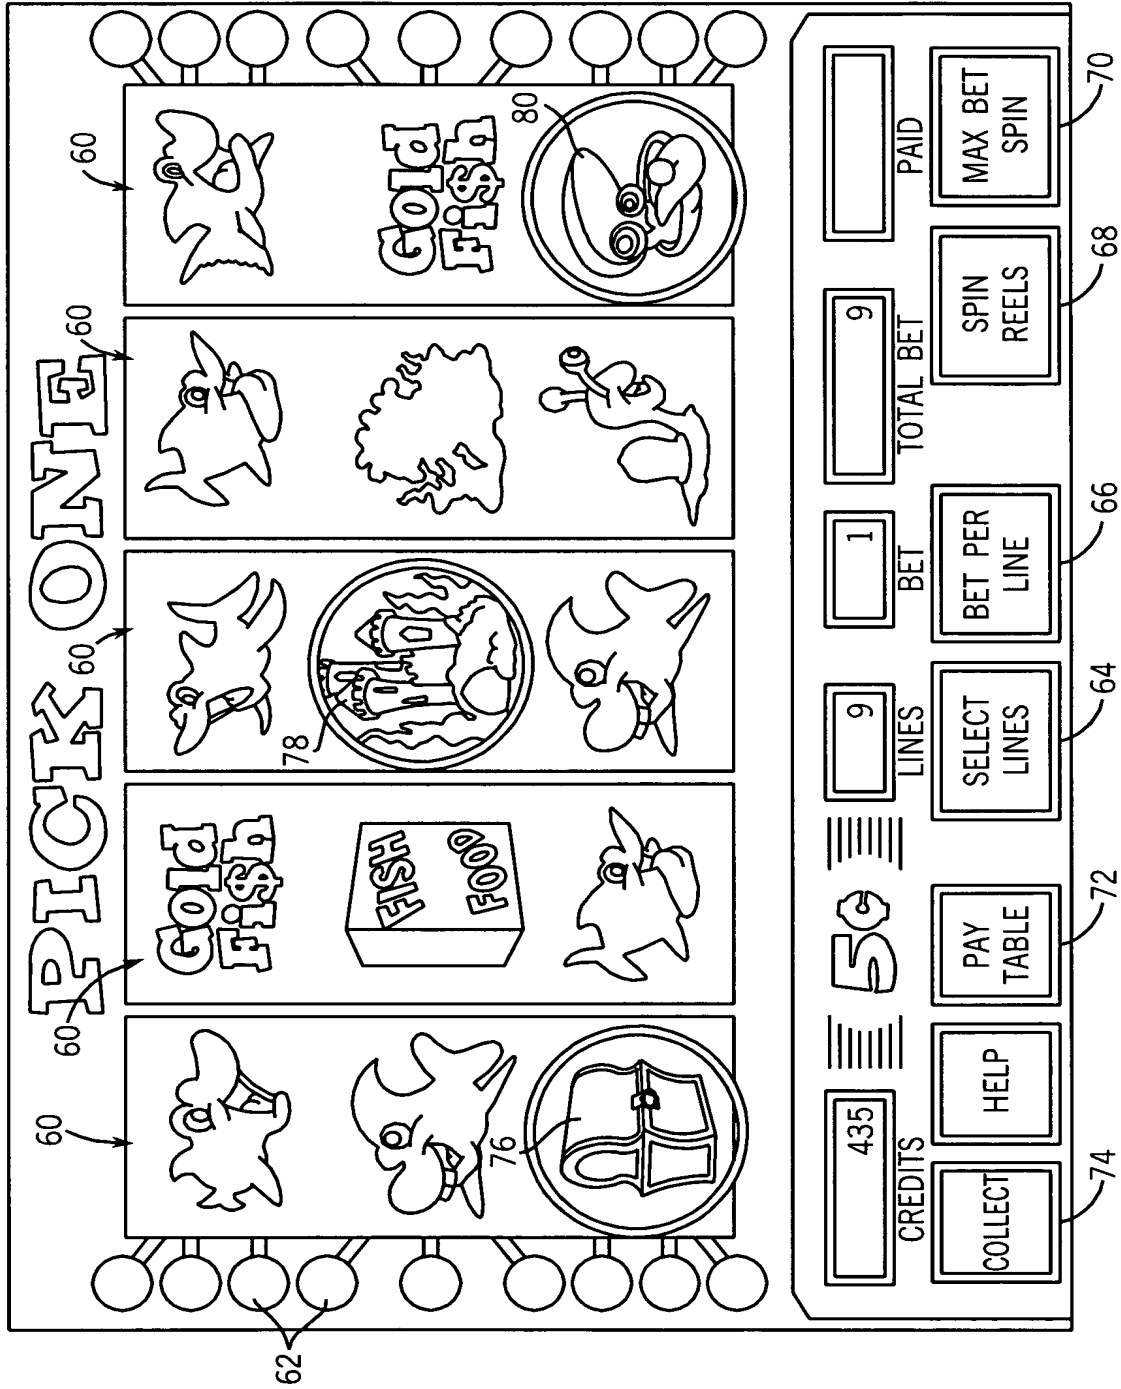 PICK ONE
60
60
60
60
60
Gold
Fi$h
Gold
Fi$h
FISH
FOOD
78
76
80
62
435
CREDITS
5¢
9
LINES
1
BET
9
TOTAL BET
PAID
COLLECT
HELP
PAY
TABLE
SELECT
LINES
BET PER
LINE
SPIN
REELS
MAX BET
SPIN
74
72
64
66
68
70